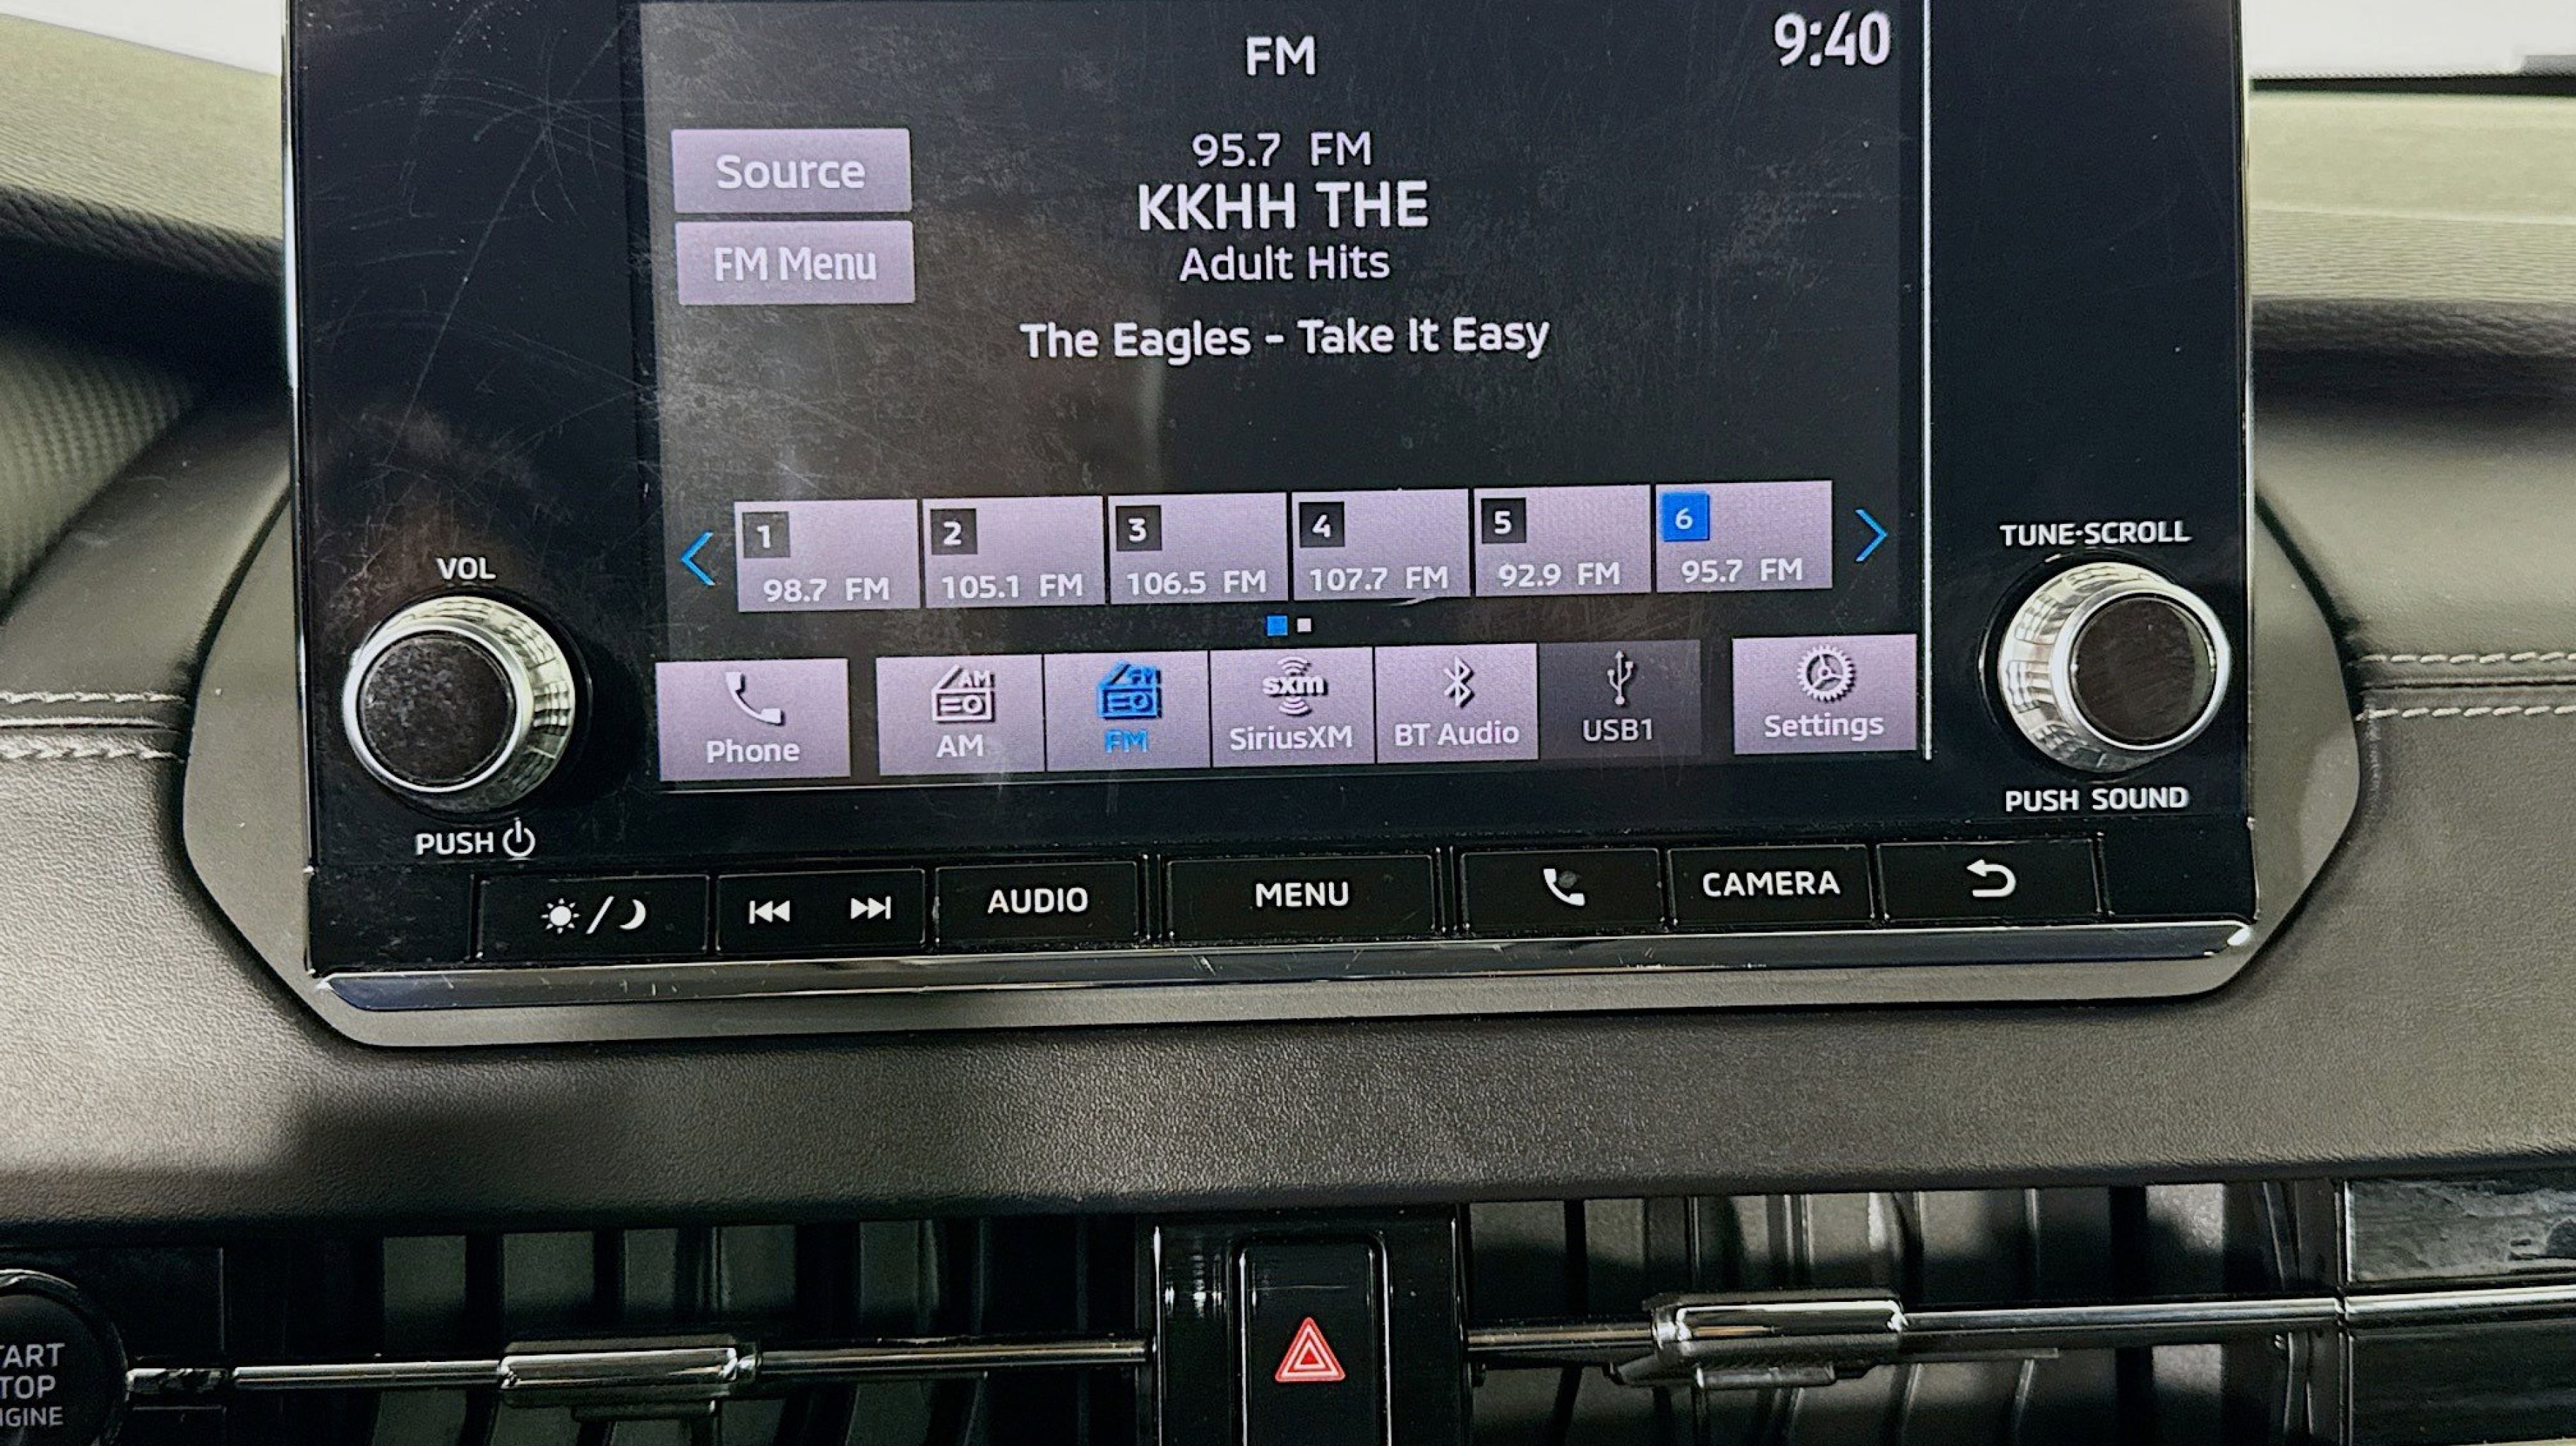 FM
9:40
Source
95.7 FM
KKHH THE
FM Menu
Adult Hits
The Eagles - Take It Easy
1
2
3
4
5
6
98.7 FM
105.1 FM
106.5 FM
107.7 FM
92.9 FM
95.7 FM
VOL
TUNE·SCROLL
AM
FM
sxm
Phone
AM
FM
SiriusXM
BT Audio
USB1
Settings
PUSH
PUSH SOUND
AUDIO
MENU
CAMERA